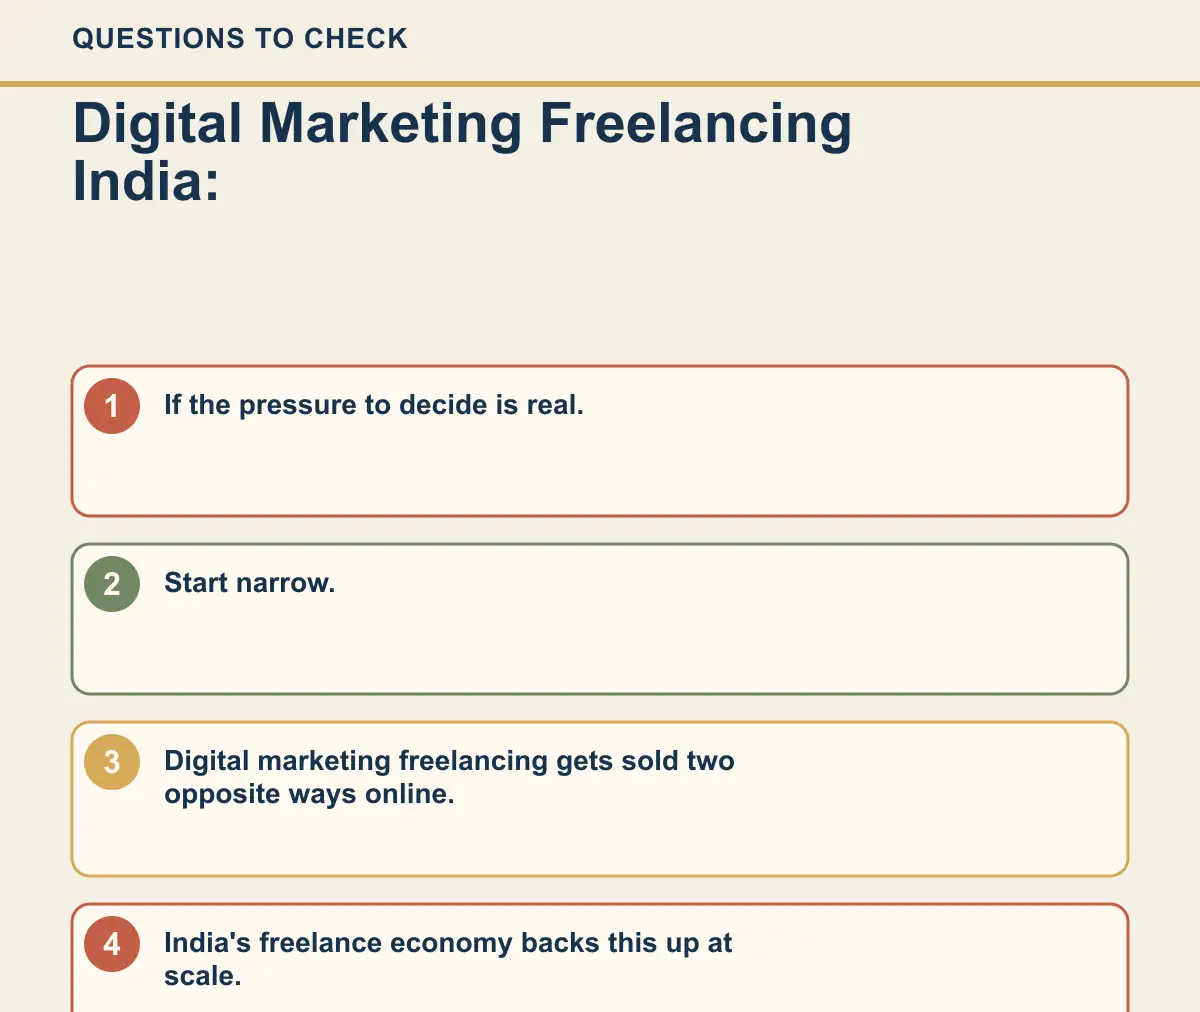 QUESTIONS TO CHECK
Digital Marketing Freelancing
India:
1
If the pressure to decide is real.
2
Start narrow.
3
Digital marketing freelancing gets sold two
opposite ways online.
4
India's freelance economy backs this up at
scale.